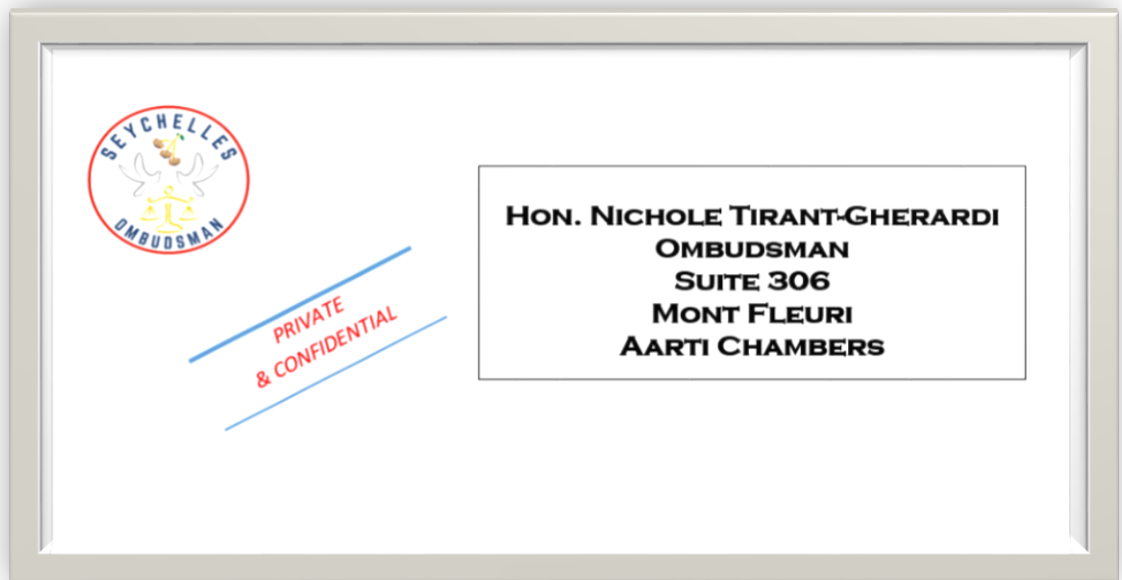 SEYCHELLES
OMBUDSMAN
PRIVATE
& CONFIDENTIAL
HON. NICHOLE TIRANT-GHERARDI
OMBUDSMAN
SUITE 306
MONT FLEURI
AARTI CHAMBERS